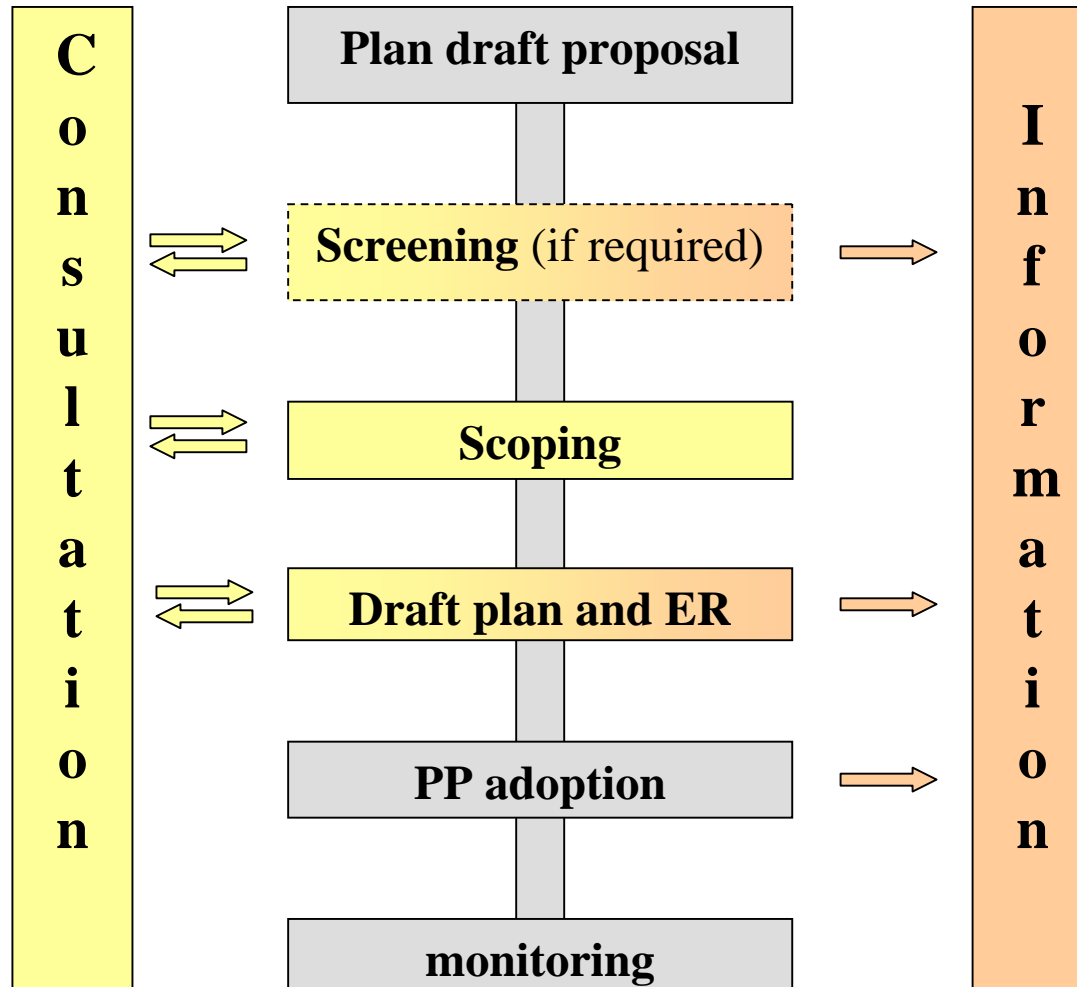 Consultation
Plan draft proposal
Screening (if required)
Scoping
Draft plan and ER
PP adoption
monitoring
Information